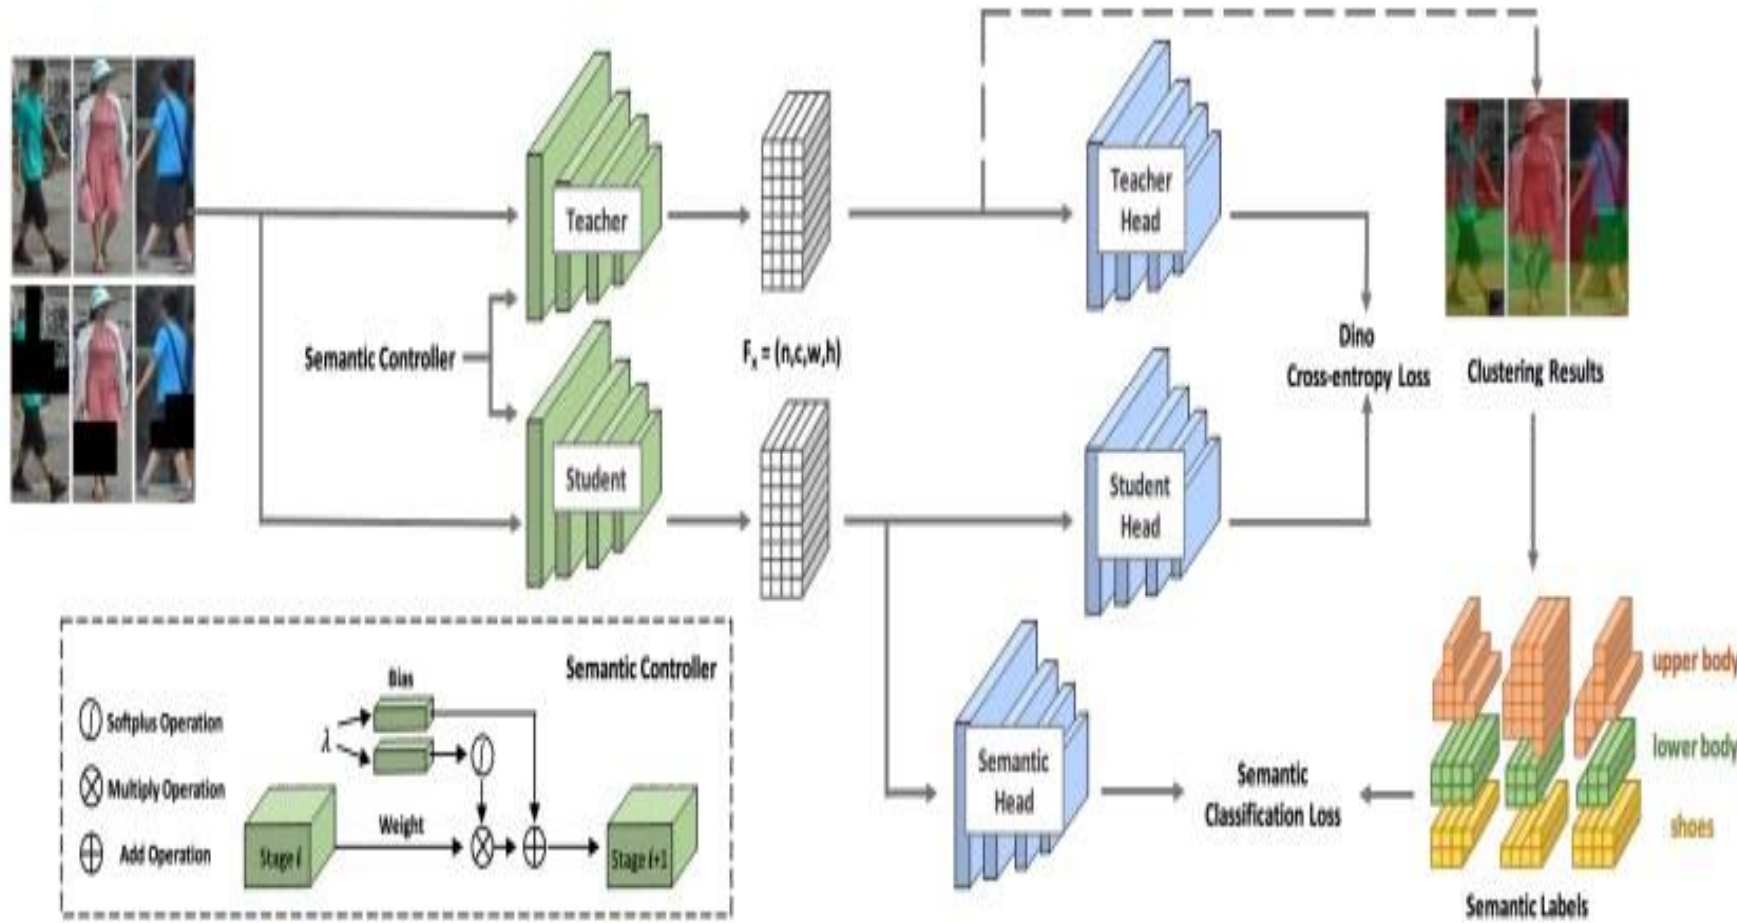 Teacher
Teacher
Head
Semantic Controller
F_x = (n,c,w,h)
Dino
Cross-entropy Loss
Clustering Results
Student
Student
Head
Semantic Controller
Bias
Softplus Operation
λ
Multiply Operation
Weight
Add Operation
Stage i
Stage i+1
Semantic
Head
Semantic
Classification Loss
upper body
lower body
shoes
Semantic Labels